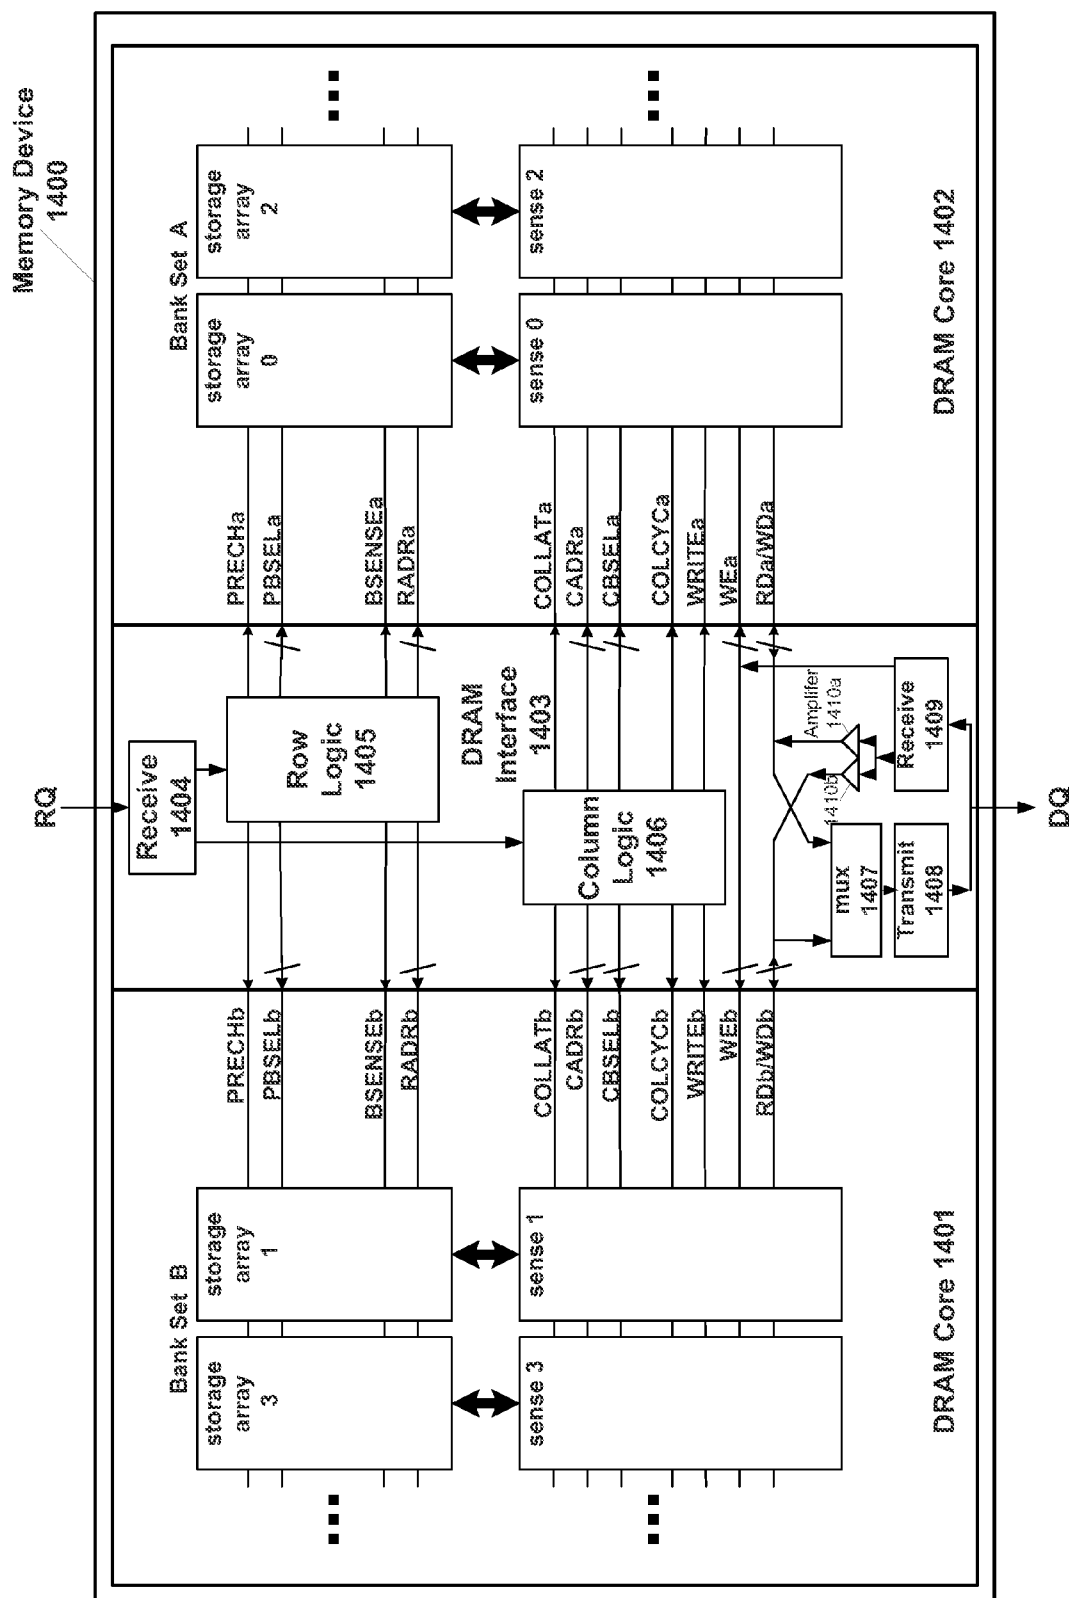 Memory Device
1400
RQ
Receive
1404
Row
Logic
1405
DRAM
Interface
1403
Column
Logic
1406
Amplifer
1410a
1410b
mux
1407
Transmit
1408
Receive
1409
DQ
Bank Set A
storage
array
0
storage
array
2
sense 0
sense 2
DRAM Core 1402
PRECHa
PBSELa
BSENSEa
RADRa
COLLATa
CADRa
CBSELa
COLCYCa
WRITEa
WEa
RDa/WDa
Bank Set B
storage
array
3
storage
array
1
sense 3
sense 1
DRAM Core 1401
PRECHb
PBSELb
BSENSEb
RADRb
COLLATb
CADRb
CBSELb
COLCYCb
WRITEb
WEb
RDb/WDb